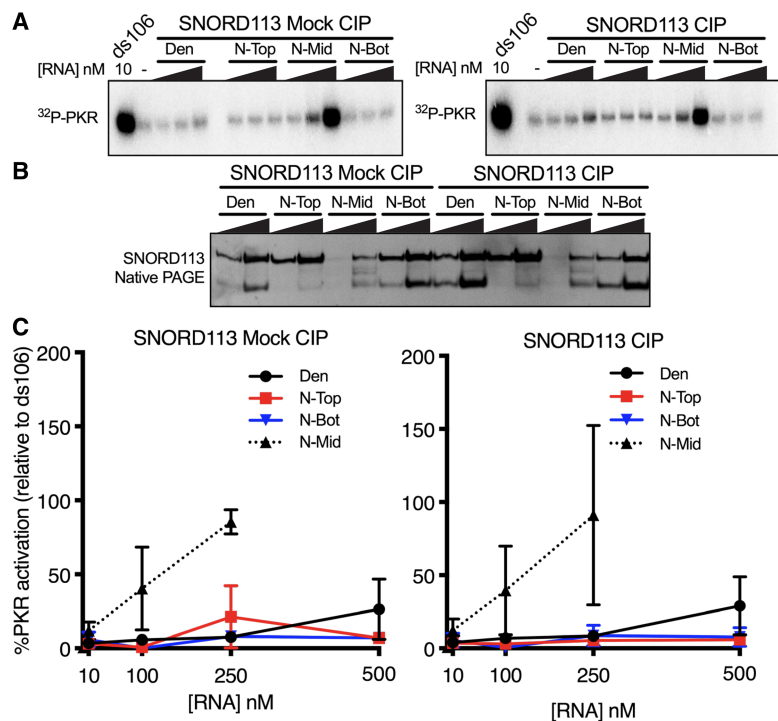 A
SNORD113 Mock CIP
ds106
Den N-Top N-Mid N-Bot
[RNA] nM 10 -
³²P-PKR
SNORD113 CIP
ds106
Den N-Top N-Mid N-Bot
[RNA] nM 10 -
³²P-PKR
B
SNORD113 Mock CIP SNORD113 CIP
Den N-Top N-Mid N-Bot Den N-Top N-Mid N-Bot
SNORD113
Native PAGE
C
SNORD113 Mock CIP
%PKR activation (relative to ds106)
200
150
100
50
0
Den
N-Top
N-Bot
N-Mid
10 100 250 500
[RNA] nM
SNORD113 CIP
200
150
100
50
0
Den
N-Top
N-Bot
N-Mid
10 100 250 500
[RNA] nM